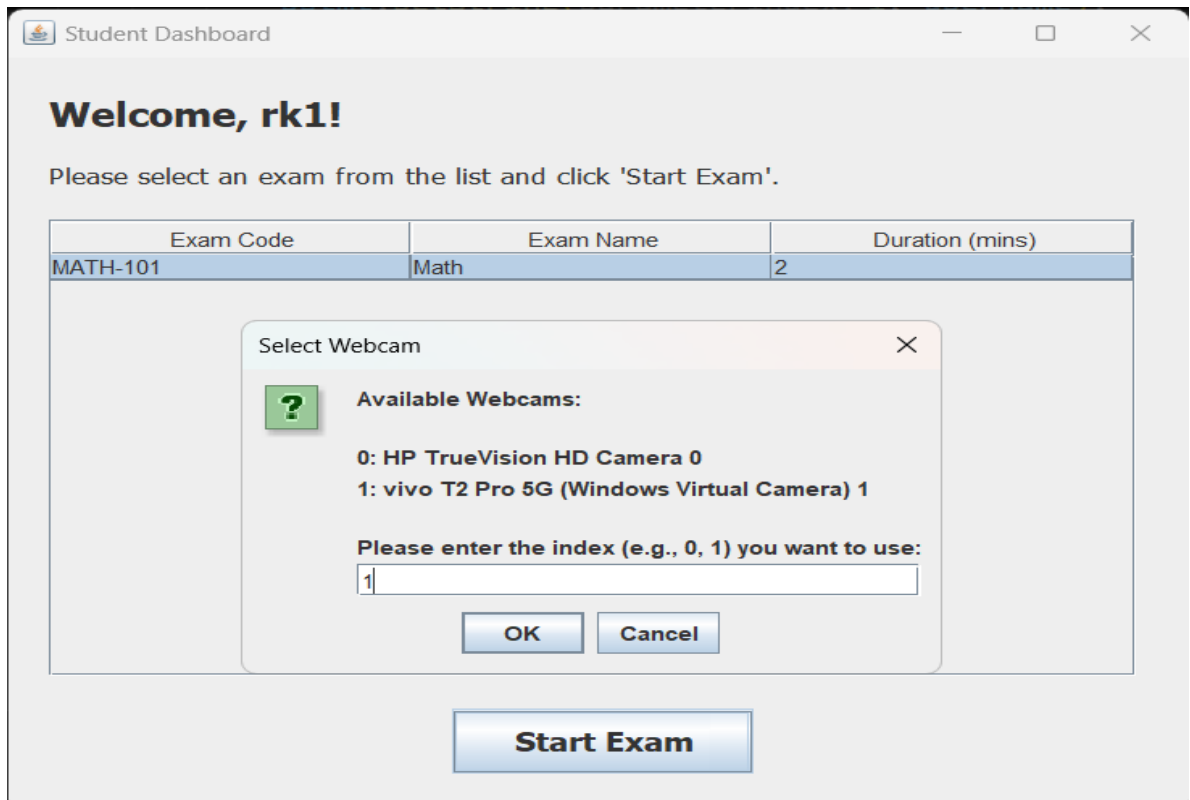 Student Dashboard
Welcome, rk1!
Please select an exam from the list and click 'Start Exam'.
Exam Code Exam Name Duration (mins)
MATH-101 Math 2
Select Webcam
?
Available Webcams:
0: HP TrueVision HD Camera 0
1: vivo T2 Pro 5G (Windows Virtual Camera) 1
Please enter the index (e.g., 0, 1) you want to use:
1
OK Cancel
Start Exam